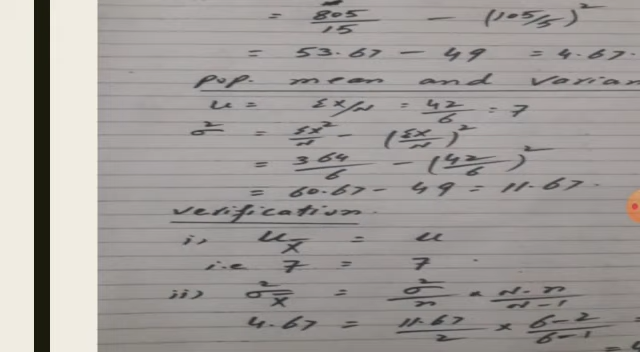 = 805/15 - (105/5)²
= 53.67 - 49 = 4.67.
pop. mean and varian
u = Σx/N = 42/6 = 7
σ² = Σx²/N - (Σx/N)²
= 364/6 - (42/6)²
= 60.67 - 49 = 11.67.
verification.
i) u_x̄ = u
i.e 7 = 7 .
ii) σ²_x̄ = σ²/n × N-n/N-1
4.67 = 11.67/2 × 6-2/6-1 =
=